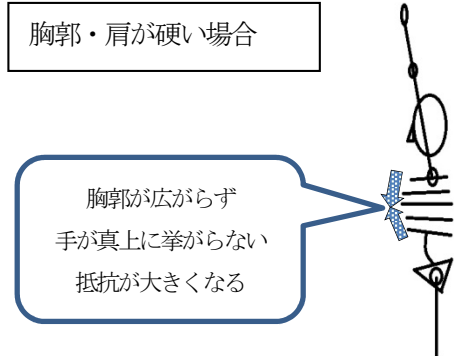 胸郭・肩が硬い場合
胸郭が広がらず
手が真上に挙がらない
抵抗が大きくなる